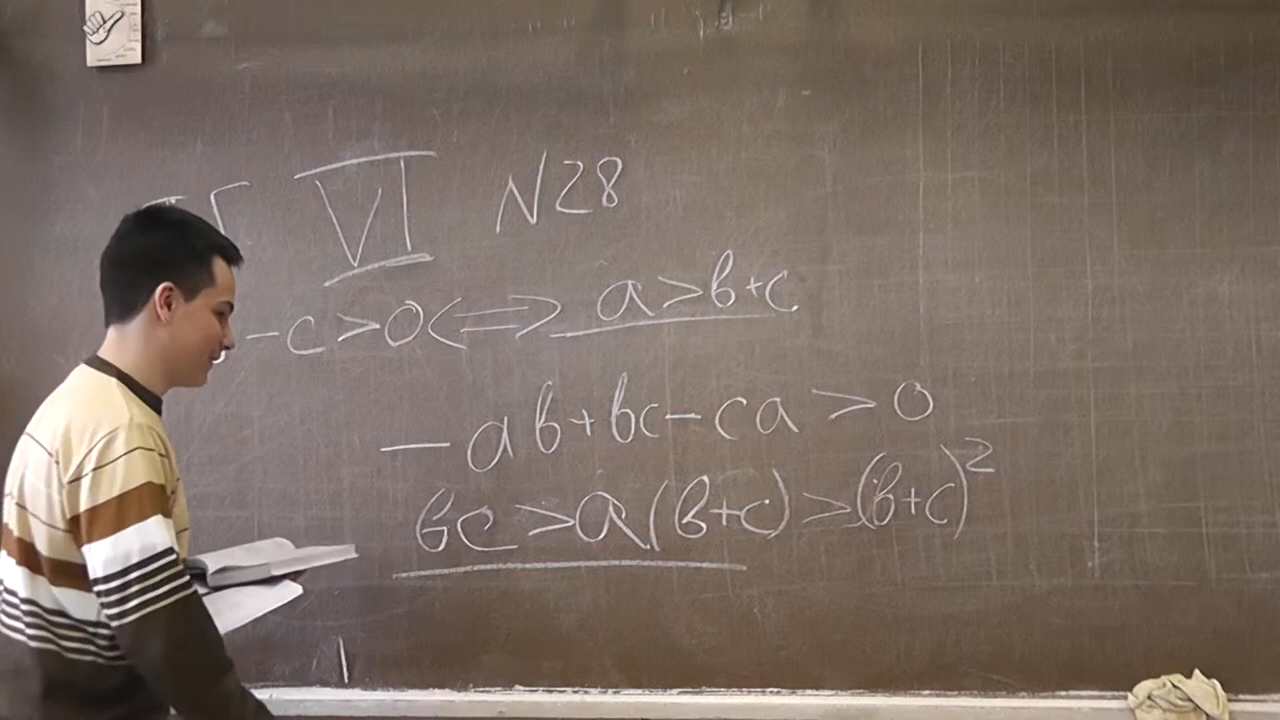 VI N28
-c>0 <=> a>b+c
-ab+bc-ca>0
bc>a(b+c)>(b+c)²